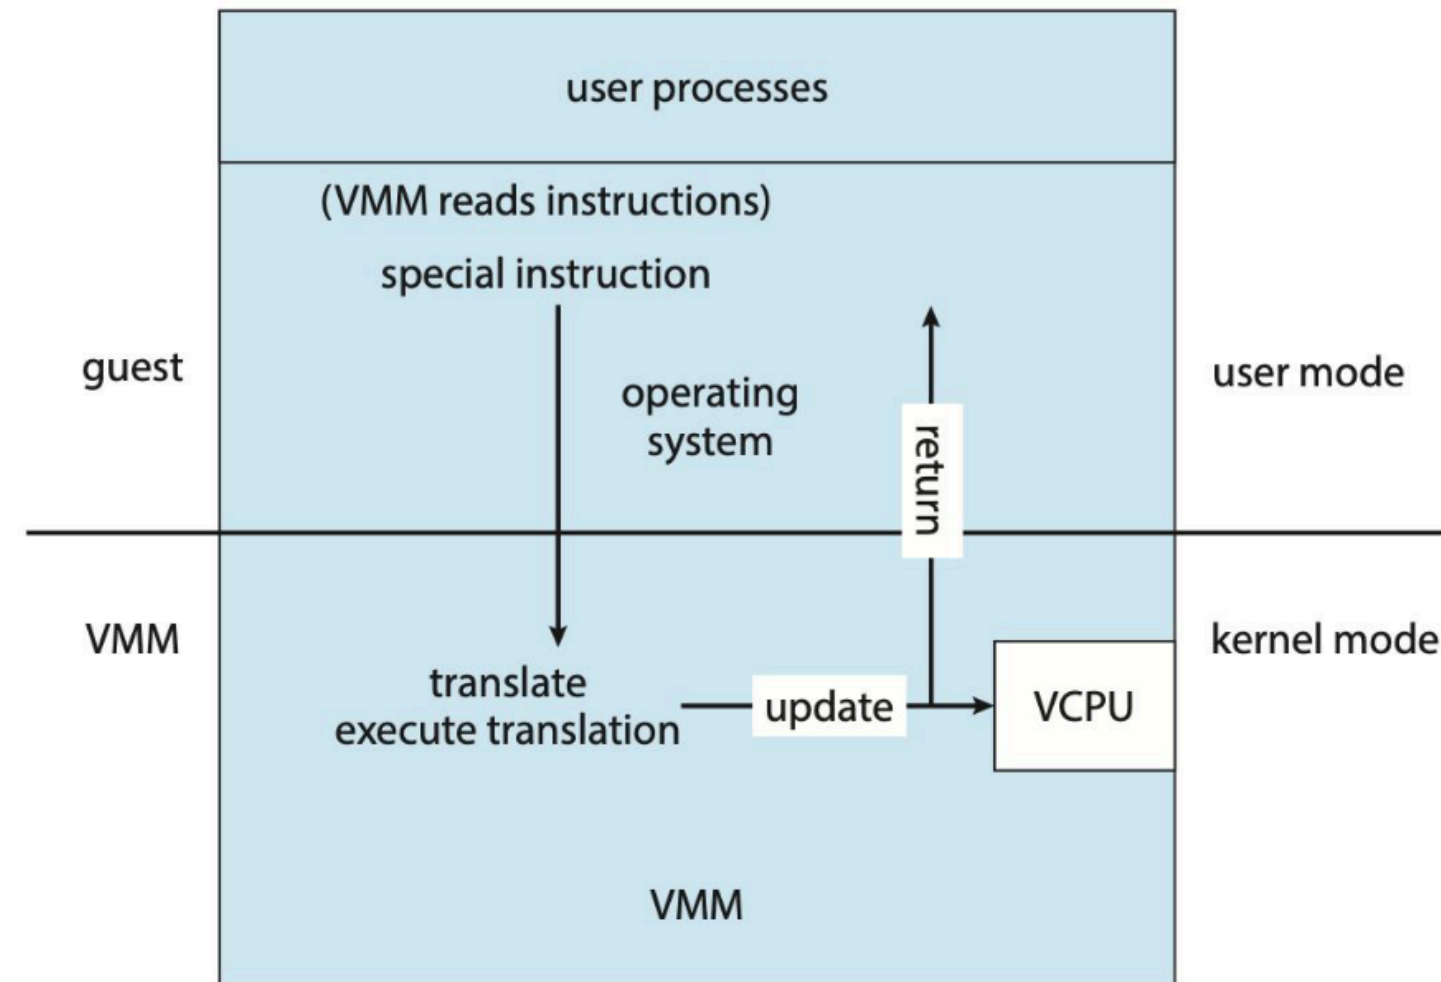 user processes
(VMM reads instructions)
special instruction
guest
operating
system
return
user mode
VMM
kernel mode
translate
execute translation
update
VCPU
VMM